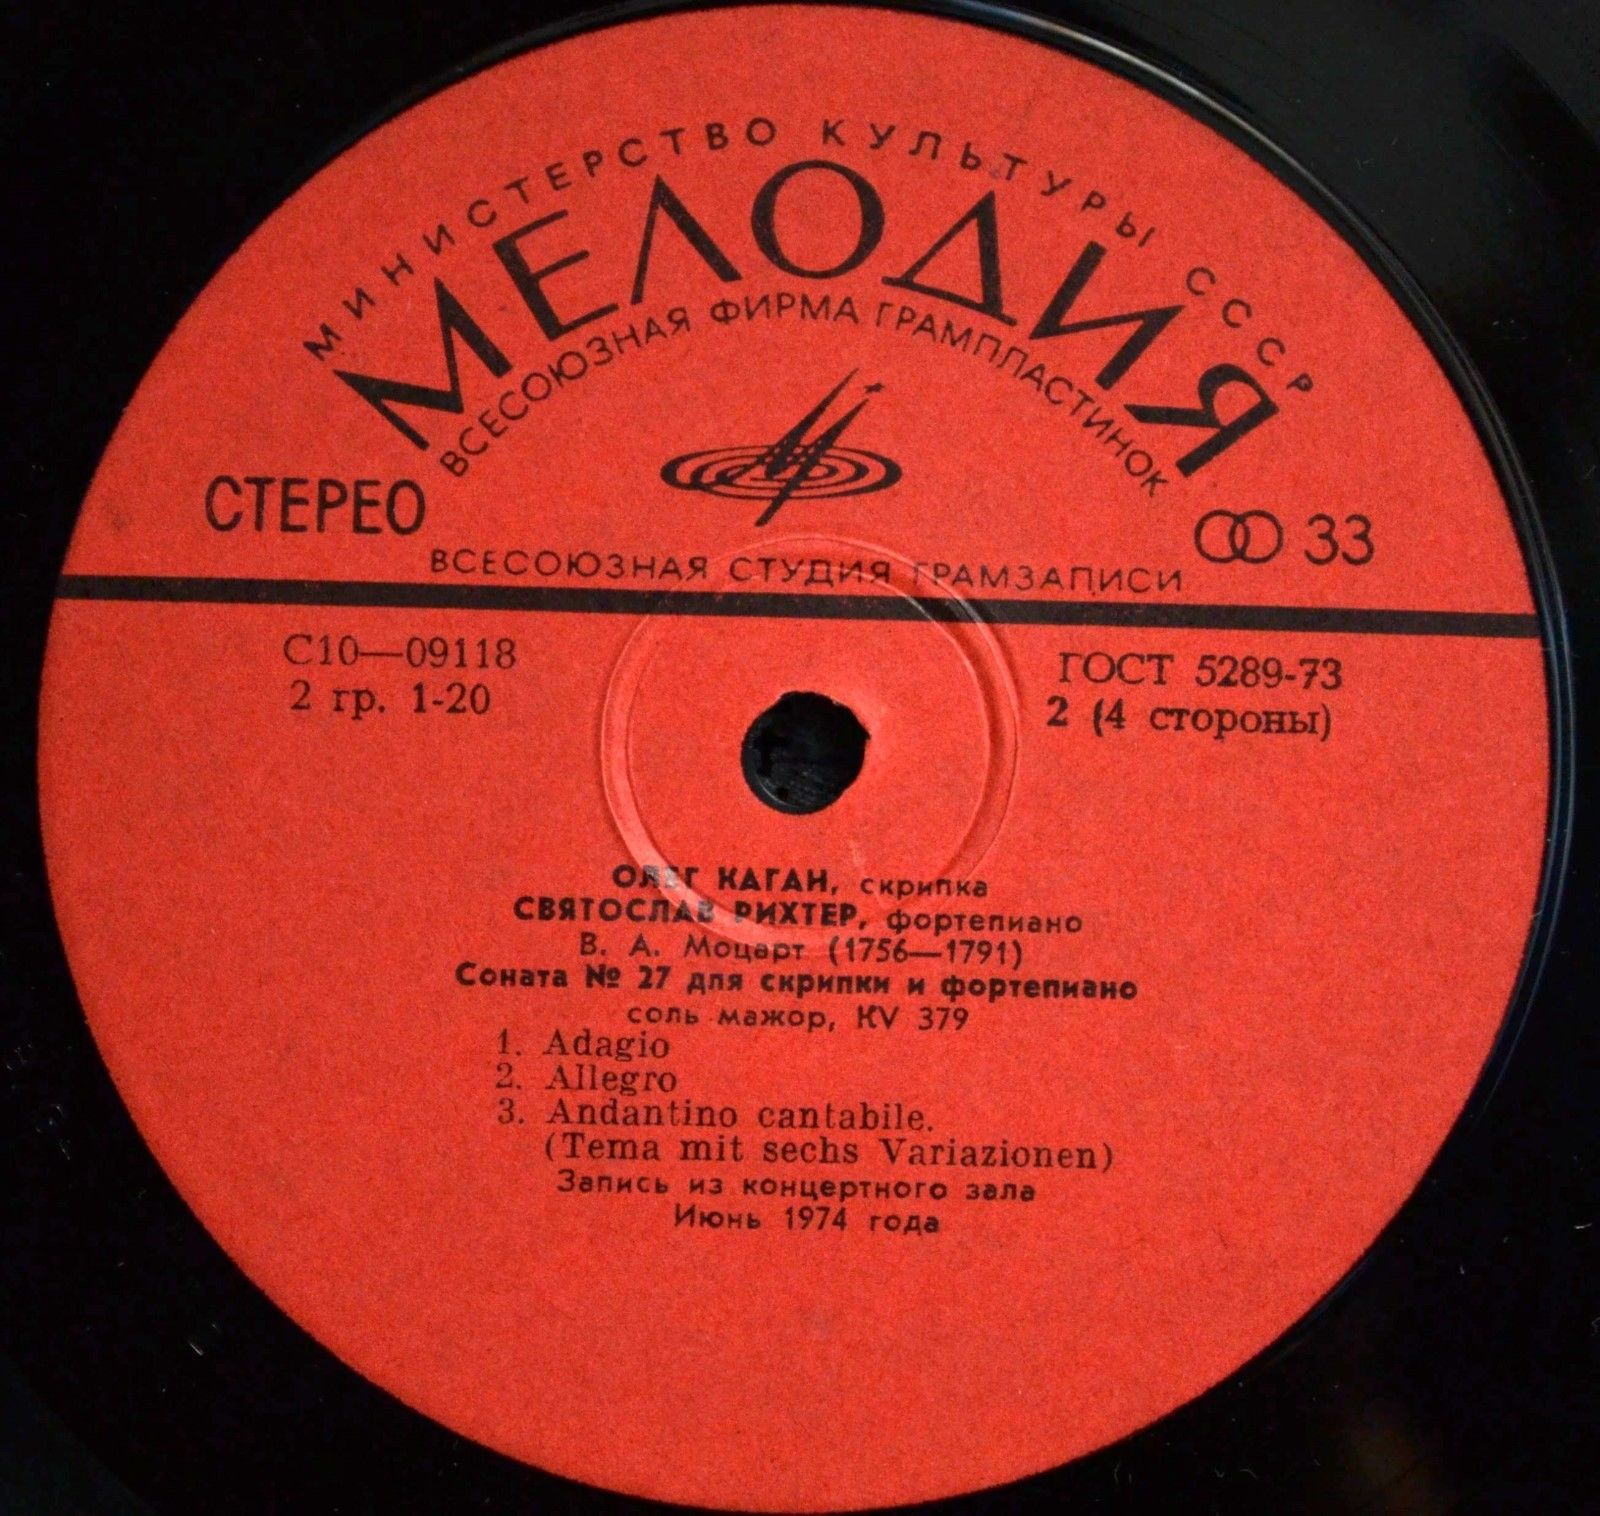 МИНИСТЕРСТВО КУЛЬТУРЫ СССР
МЕЛОДИЯ
ВСЕСОЮЗНАЯ ФИРМА ГРАМПЛАСТИНОК
СТЕРЕО
33
ВСЕСОЮЗНАЯ СТУДИЯ ГРАМЗАПИСИ
С10—09118
2 гр. 1-20
ГОСТ 5289-73
2 (4 стороны)
ОЛЕГ КАГАН, скрипка
СВЯТОСЛАВ РИХТЕР, фортепиано
В. А. Моцарт (1756—1791)
Соната № 27 для скрипки и фортепиано
соль мажор, KV 379
1. Adagio
2. Allegro
3. Andantino cantabile.
(Tema mit sechs Variazionen)
Запись из концертного зала
Июнь 1974 года